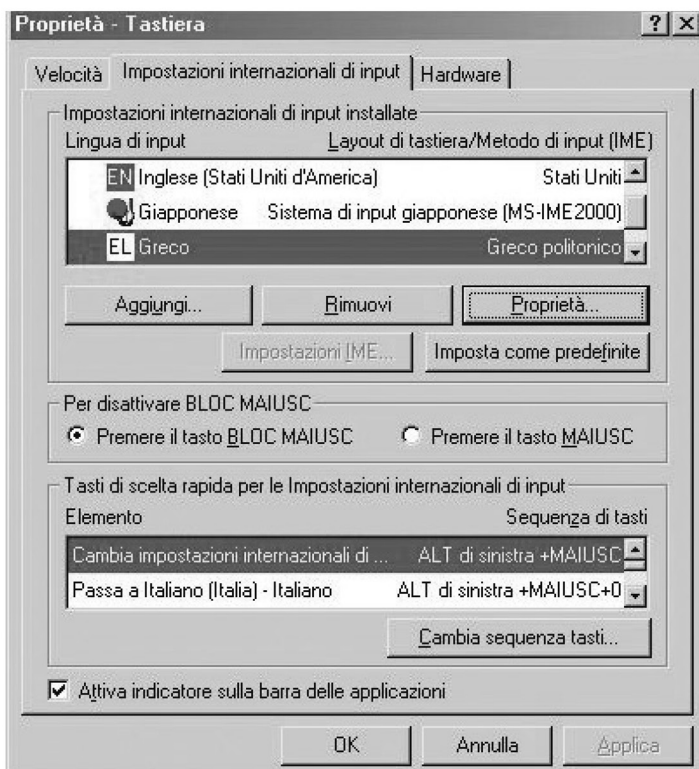 Proprietà - Tastiera ? ×
Velocità Impostazioni internazionali di input Hardware
Impostazioni internazionali di input installate
Lingua di input Layout di tastiera/Metodo di input (IME)
EN Inglese (Stati Uniti d'America) Stati Uniti
Giapponese Sistema di input giapponese (MS-IME2000)
EL Greco Greco politonico
Aggiungi... Rimuovi Proprietà...
Impostazioni IME... Imposta come predefinite
Per disattivare BLOC MAIUSC
Premere il tasto BLOC MAIUSC Premere il tasto MAIUSC
Tasti di scelta rapida per le Impostazioni internazionali di input
Elemento Sequenza di tasti
Cambia impostazioni internazionali di ... ALT di sinistra +MAIUSC
Passa a Italiano (Italia) - Italiano ALT di sinistra+MAIUSC+0
Cambia sequenza tasti...
Attiva indicatore sulla barra delle applicazioni
OK Annulla Applica